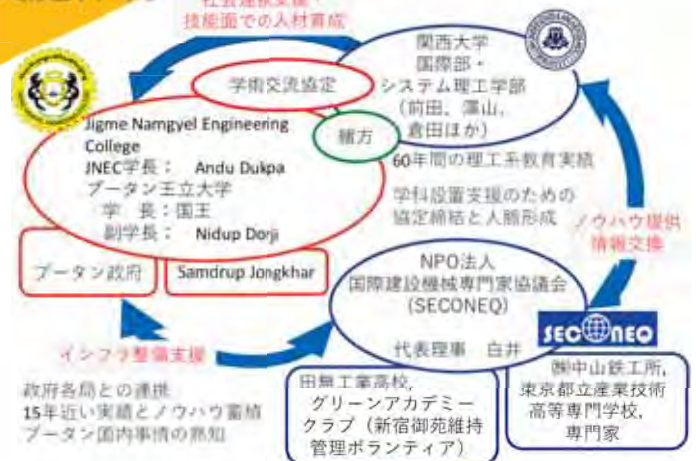 技能面での人材育成
関西大学
国際部・
システム理工学部
(前田、澤山、
倉田ほか)
学術交流協定
緒方
Jigme Namgyel Engineering
College
JNEC学長： Andu Dukpa
ブータン王立大学
学 長：国王
副学長： Nidup Dorji
60年間の理工系教育実績
学科設置支援のための
協定締結と人脈形成
ノウハウ提供
情報交換
ブータン政府
Samdrup Jongkhar
NPO法人
国際建設機械専門家協議会
(SECONEQ)
代表理事 白井
SECONEQ
インフラ整備支援
政府各局との連携
15年近い実績とノウハウ蓄積
ブータン国内事情の熟知
田無工業高校,
グリーンアカデミー
クラブ（新宿御苑維持
管理ボランティア）
㈱中山鉄工所,
東京都立産業技術
高等専門学校,
専門家